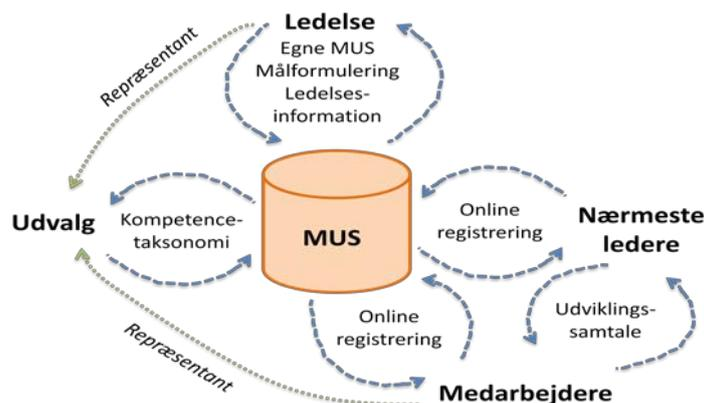 Ledelse
Egne MUS
Målformulering
Ledelses-
information
Repræsentant
Udvalg
Kompetence-
taksonomi
MUS
Online
registrering
Nærmeste
ledere
Online
registrering
Udviklings-
samtale
Repræsentant
Medarbejdere